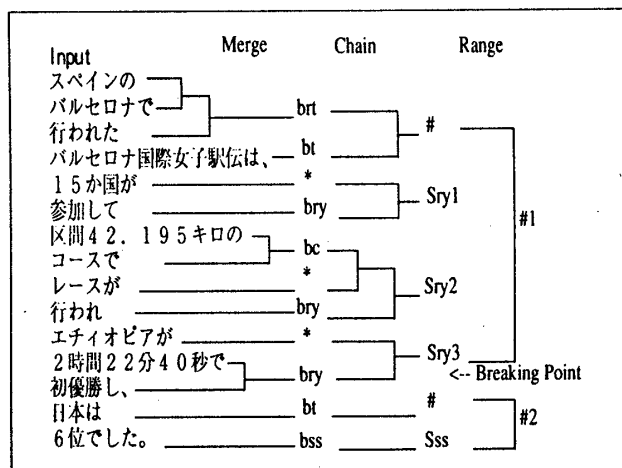 Merge Chain Range
Input
スペインの
バルセロナで
行われた brt #
バルセロナ国際女子駅伝は、 bt
15か国が *
参加して bry Sry1 #1
区間42.195キロの
コースで bc
レースが * Sry2
行われ bry
エチィオピアが *
2時間22分40秒で Sry3
初優勝し、 bry <-- Breaking Point
日本は bt #
6位でした。 bss Sss #2